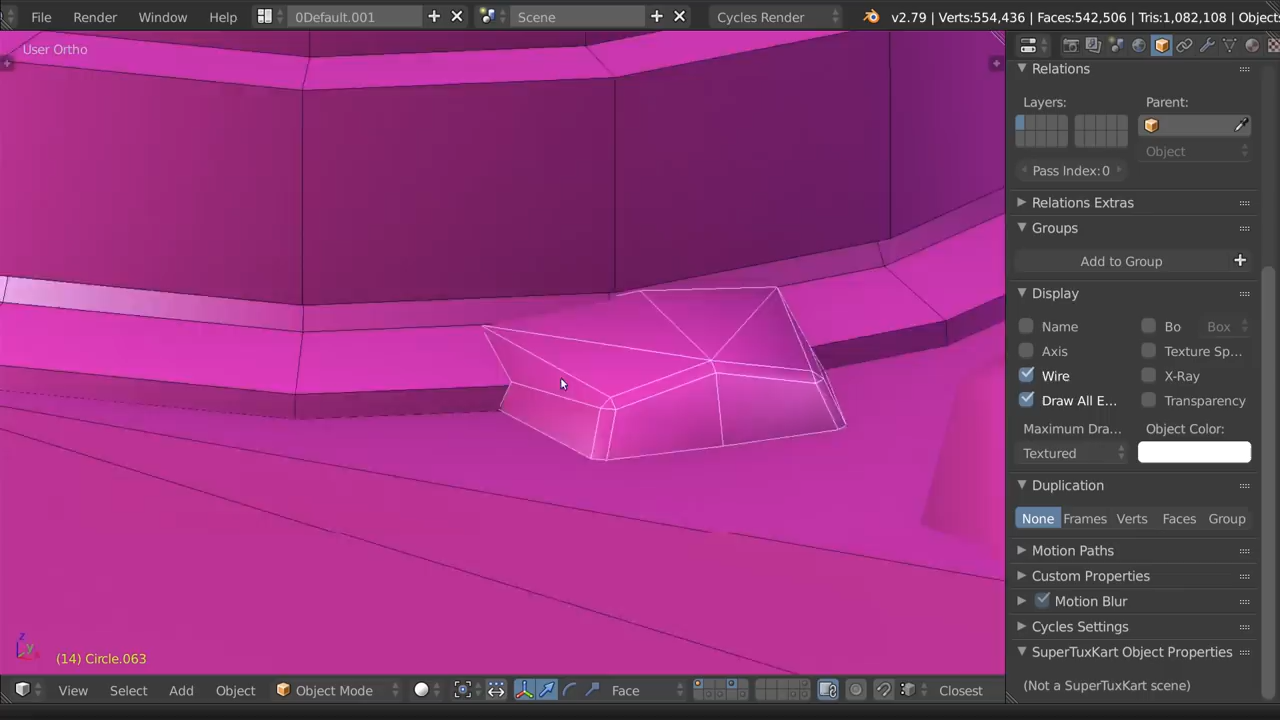 File Render Window Help 0Default.001 Scene Cycles Render v2.79 | Verts:554,436 | Faces:542,506 | Tris:1,082,108 | Object
User Ortho
Relations
Layers: Parent:
Object
Pass Index:0
Relations Extras
Groups
Add to Group
Display
Name Bo Box
Axis Texture Sp...
Wire X-Ray
Draw All E... Transparency
Maximum Dra... Object Color:
Textured
Duplication
None Frames Verts Faces Group
Motion Paths
Custom Properties
Motion Blur
Cycles Settings
SuperTuxKart Object Properties
(Not a SuperTuxKart scene)
z
y
(14) Circle.063
View Select Add Object Object Mode Face Closest